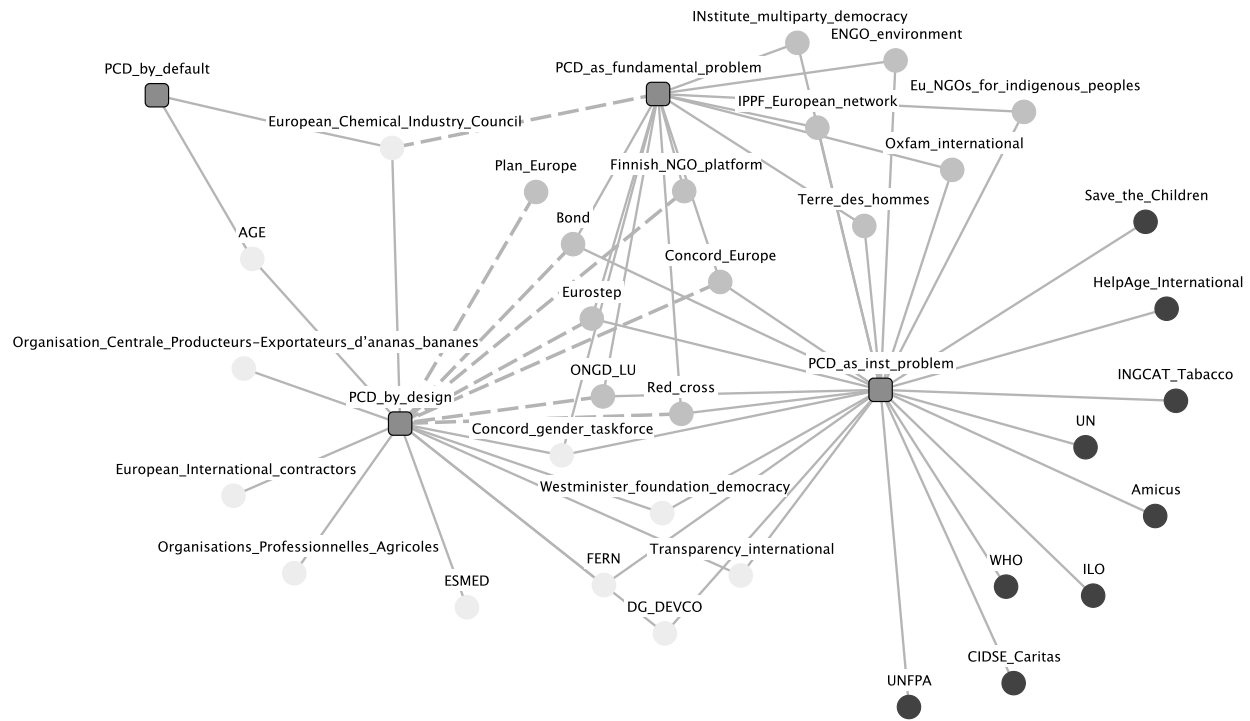 INstitute_multiparty_democracy
ENGO_environment
PCD_by_default
PCD_as_fundamental_problem
Eu_NGOs_for_indigenous_peoples
IPPF_European_network
European_Chemical_Industry_Council
Oxfam_international
Plan_Europe
Finnish_NGO_platform
Save_the_Children
Terre_des_hommes
Bond
AGE
Concord_Europe
HelpAge_International
Eurostep
Organisation_Centrale_Producteurs-Exportateurs_d'ananas_bananes
PCD_as_inst_problem
ONGD_LU
INGCAT_Tabacco
Red_cross
PCD_by_design
UN
Concord_gender_taskforce
European_International_contractors
Westminister_foundation_democracy
Amicus
Organisations_Professionnelles_Agricoles
Transparency_international
FERN
WHO
ILO
ESMED
DG_DEVCO
CIDSE_Caritas
UNFPA